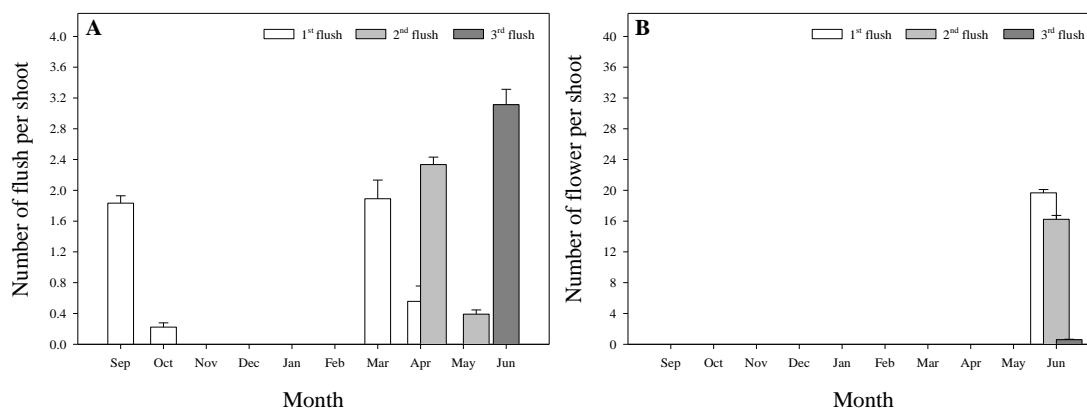 A
1st flush 2nd flush 3rd flush
4.0
3.6
3.2
2.8
2.4
2.0
1.6
1.2
0.8
0.4
0.0
Number of flush per shoot
Sep Oct Nov Dec Jan Feb Mar Apr May Jun
Month
B
1st flush 2nd flush 3rd flush
40
36
32
28
24
20
16
12
8
4
0
Number of flower per shoot
Sep Oct Nov Dec Jan Feb Mar Apr May Jun
Month